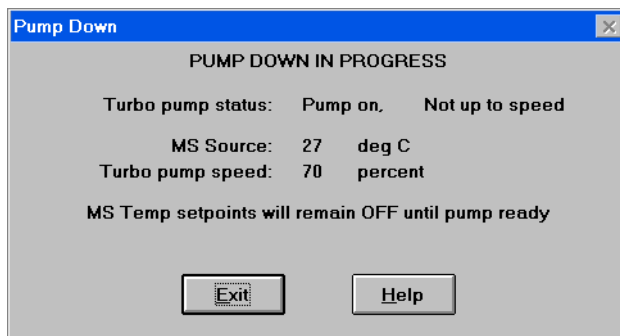 Pump Down
PUMP DOWN IN PROGRESS
Turbo pump status: Pump on, Not up to speed
MS Source: 27 deg C
Turbo pump speed: 70 percent
MS Temp setpoints will remain OFF until pump ready
Exit Help